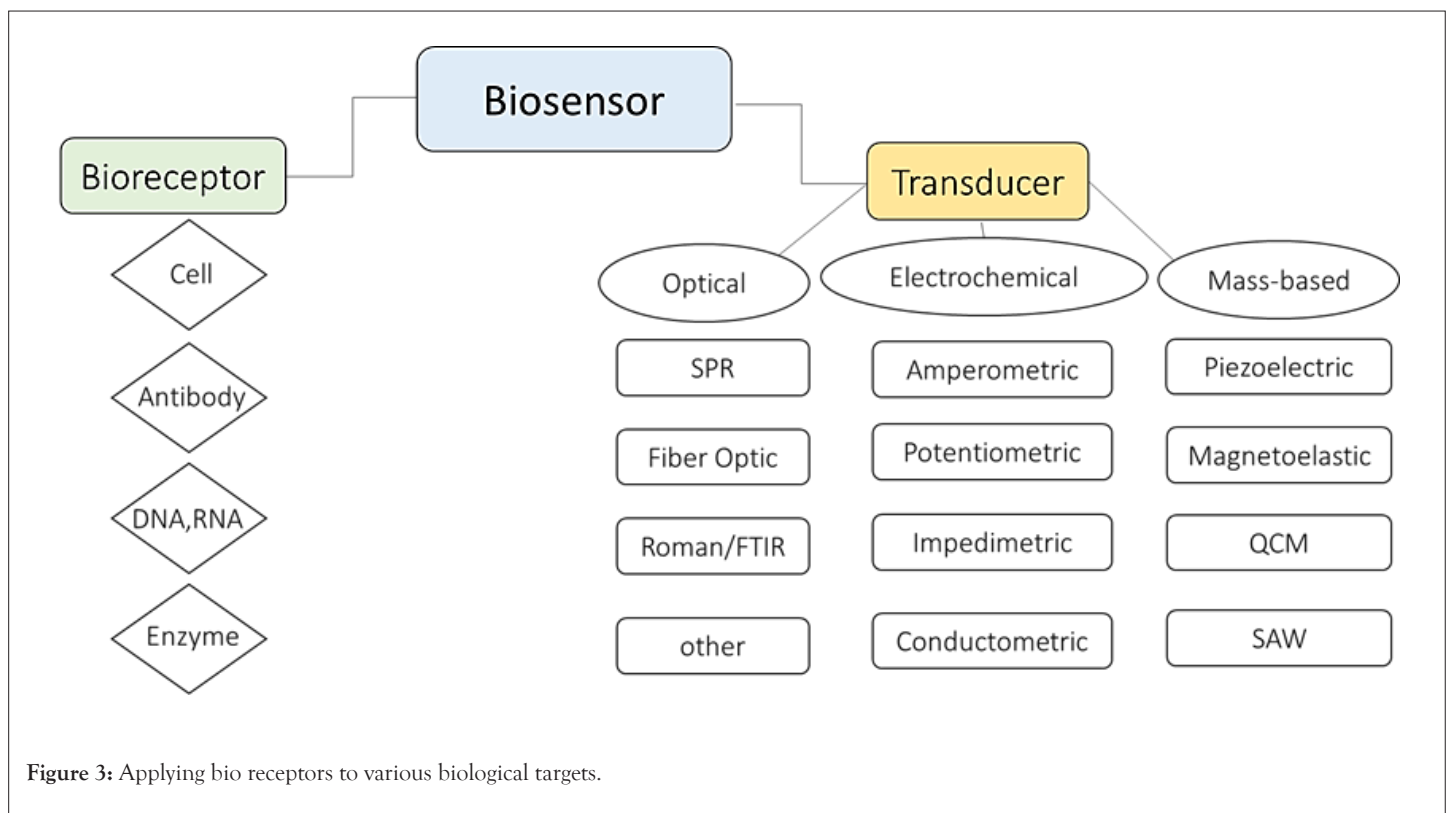 Biosensor
Bioreceptor
Transducer
Cell
Antibody
DNA,RNA
Enzyme
Optical
Electrochemical
Mass-based
SPR
Amperometric
Piezoelectric
Fiber Optic
Potentiometric
Magnetoelastic
Roman/FTIR
Impedimetric
QCM
other
Conductometric
SAW
Figure 3: Applying bio receptors to various biological targets.